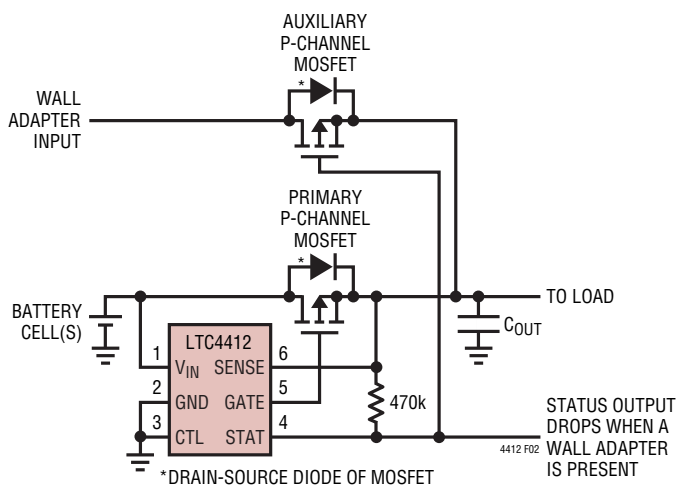 AUXILIARY
P-CHANNEL
MOSFET
*
WALL
ADAPTER
INPUT
PRIMARY
P-CHANNEL
MOSFET
*
BATTERY
CELL(S)
TO LOAD
COUT
LTC4412
1
VIN
SENSE
6
2
GND
GATE
5
3
CTL
STAT
4
470k
STATUS OUTPUT
DROPS WHEN A
WALL ADAPTER
IS PRESENT
4412 F02
*DRAIN-SOURCE DIODE OF MOSFET